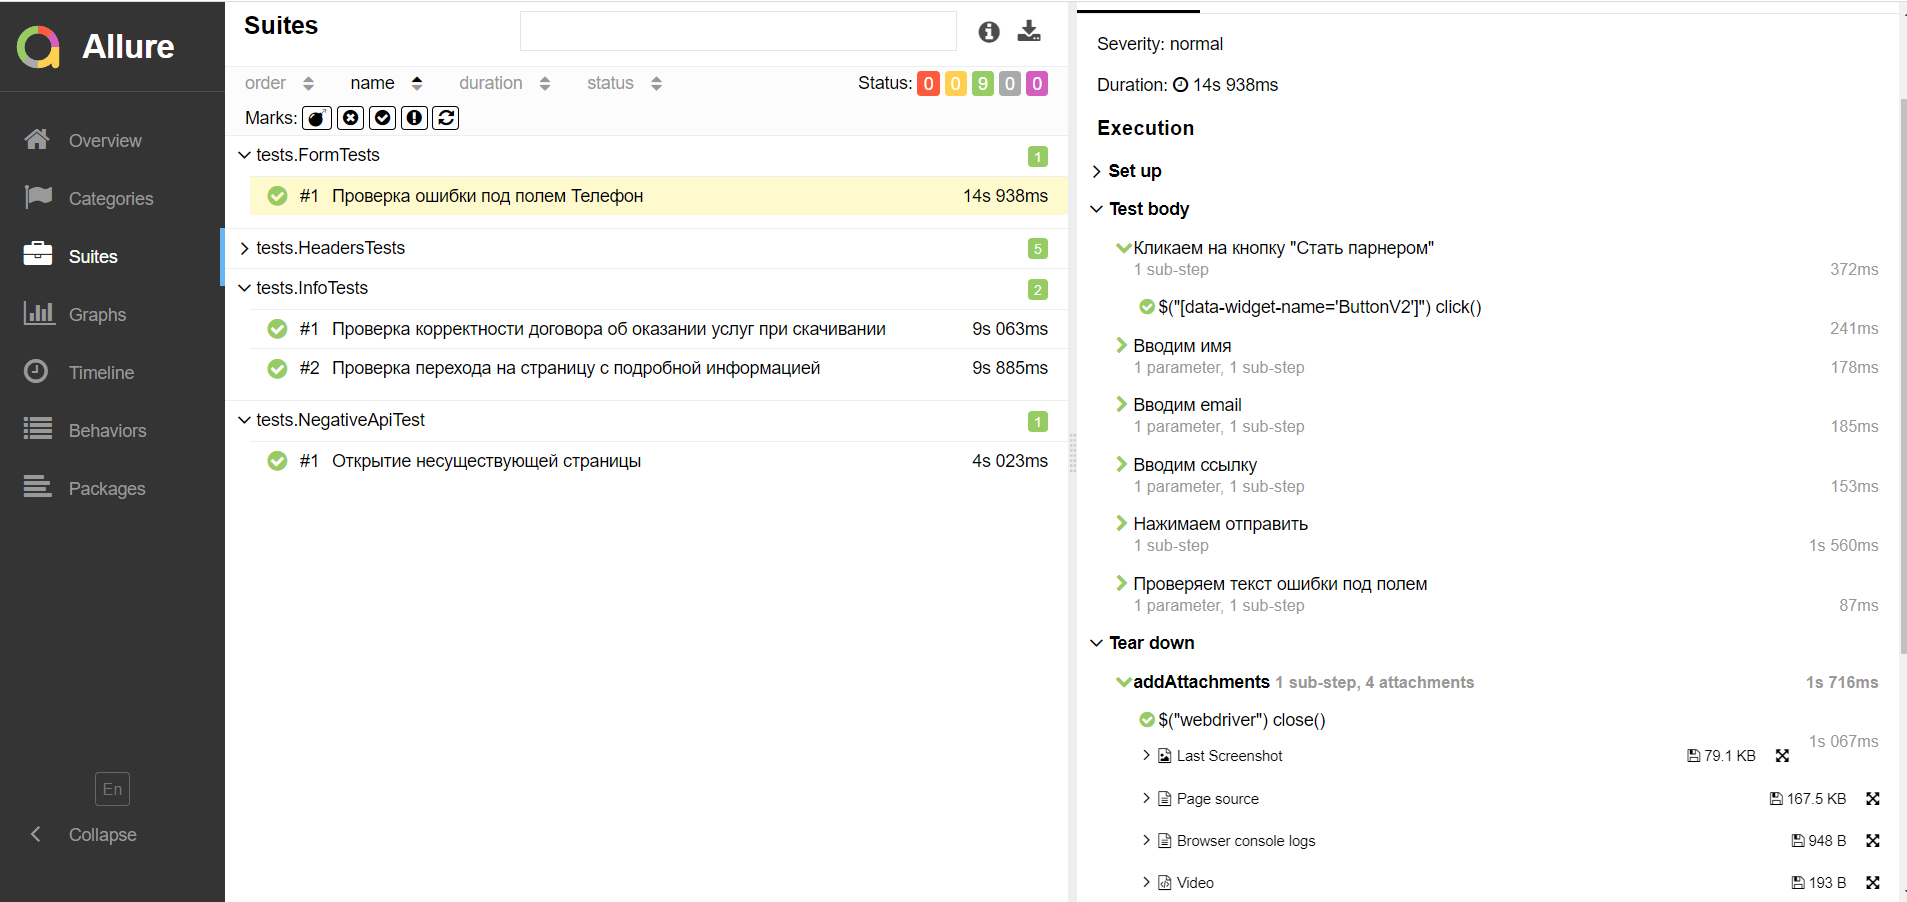 Allure
Overview
Categories
Suites
Graphs
Timeline
Behaviors
Packages
En
Collapse
Suites
order name duration status Status: 0 0 9 0 0
Marks:
tests.FormTests 1
#1 Проверка ошибки под полем Телефон 14s 938ms
tests.HeadersTests 5
tests.InfoTests 2
#1 Проверка корректности договора об оказании услуг при скачивании 9s 063ms
#2 Проверка перехода на страницу с подробной информацией 9s 885ms
tests.NegativeApiTest 1
#1 Открытие несуществующей страницы 4s 023ms
Severity: normal
Duration: 14s 938ms
Execution
Set up
Test body
Кликаем на кнопку "Стать парнером"
1 sub-step 372ms
$("[data-widget-name='ButtonV2']") click()
241ms
Вводим имя
1 parameter, 1 sub-step 178ms
Вводим email
1 parameter, 1 sub-step 185ms
Вводим ссылку
1 parameter, 1 sub-step 153ms
Нажимаем отправить
1 sub-step 1s 560ms
Проверяем текст ошибки под полем
1 parameter, 1 sub-step 87ms
Tear down
addAttachments 1 sub-step, 4 attachments 1s 716ms
$("webdriver") close()
1s 067ms
Last Screenshot 79.1 KB
Page source 167.5 KB
Browser console logs 948 B
Video 193 B